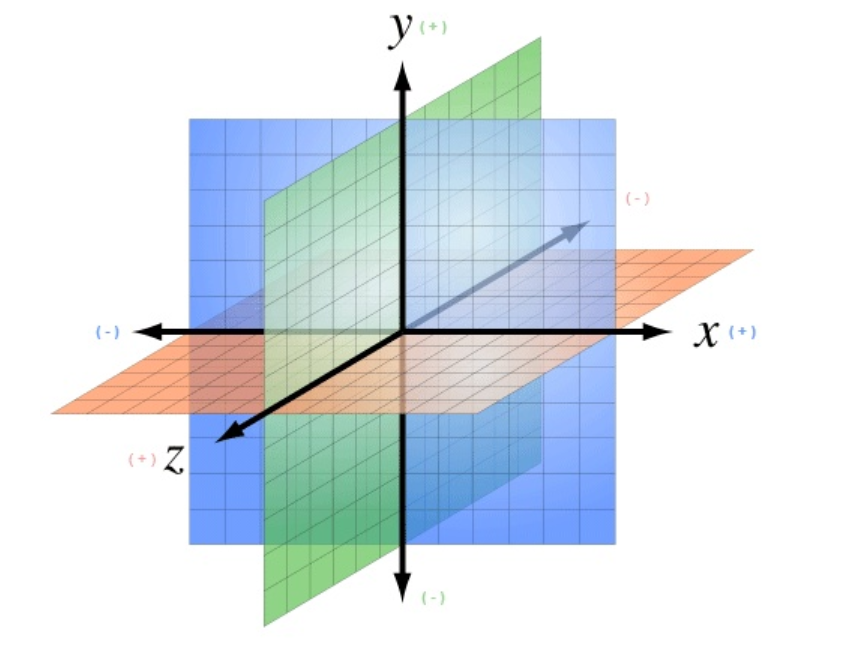 y (+)
(-)
(-)
x (+)
(+) z
(-)